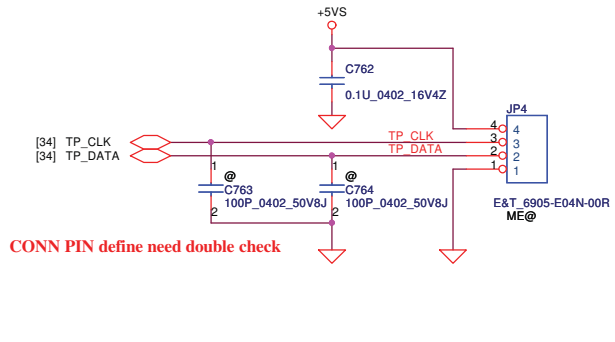 +5VS
C762
0.1U_0402_16V4Z
JP4
4 4
[34] TP_CLK TP_CLK 3 3
[34] TP_DATA TP_DATA 2 2
1 1
1 @ 1 @
C763 C764
100P_0402_50V8J 100P_0402_50V8J
2 2
E&T_6905-E04N-00R
ME@
CONN PIN define need double check